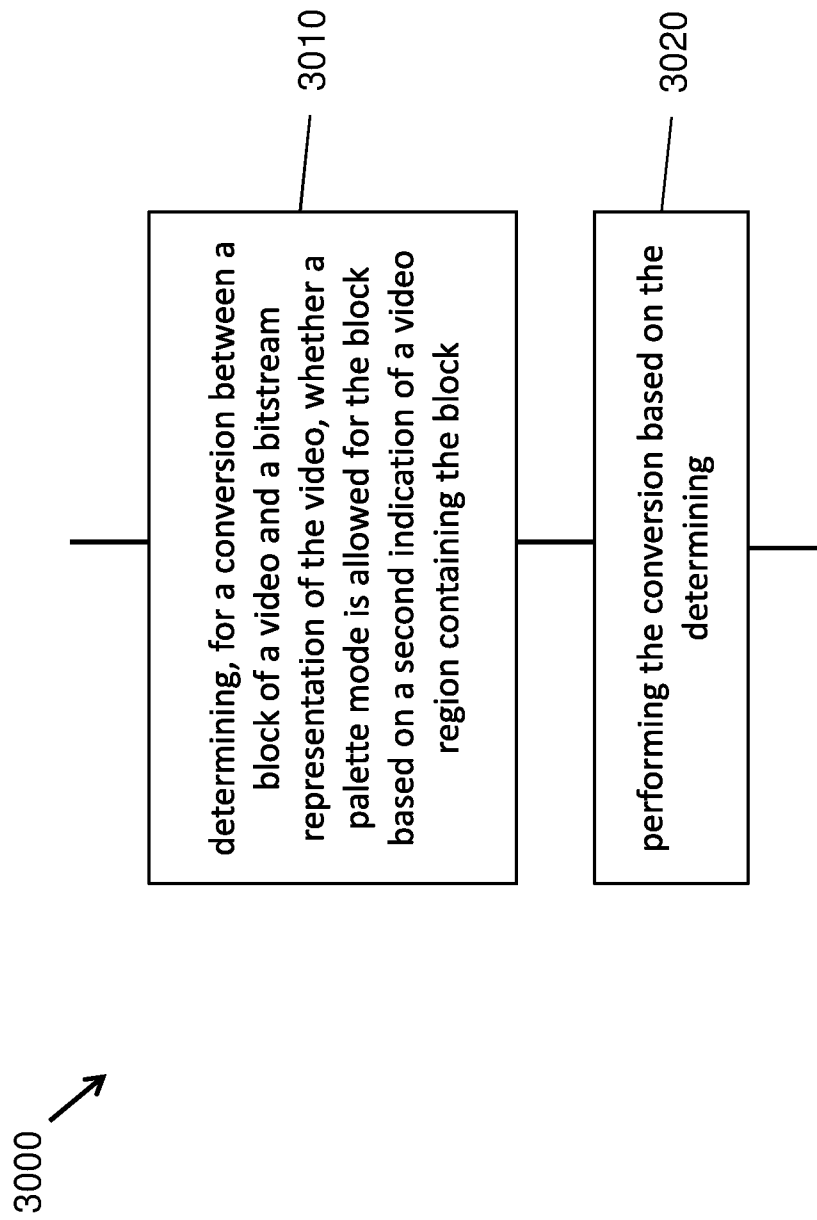 3000
determining, for a conversion between a
block of a video and a bitstream
representation of the video, whether a
palette mode is allowed for the block
based on a second indication of a video
region containing the block
3010
performing the conversion based on the
determining
3020